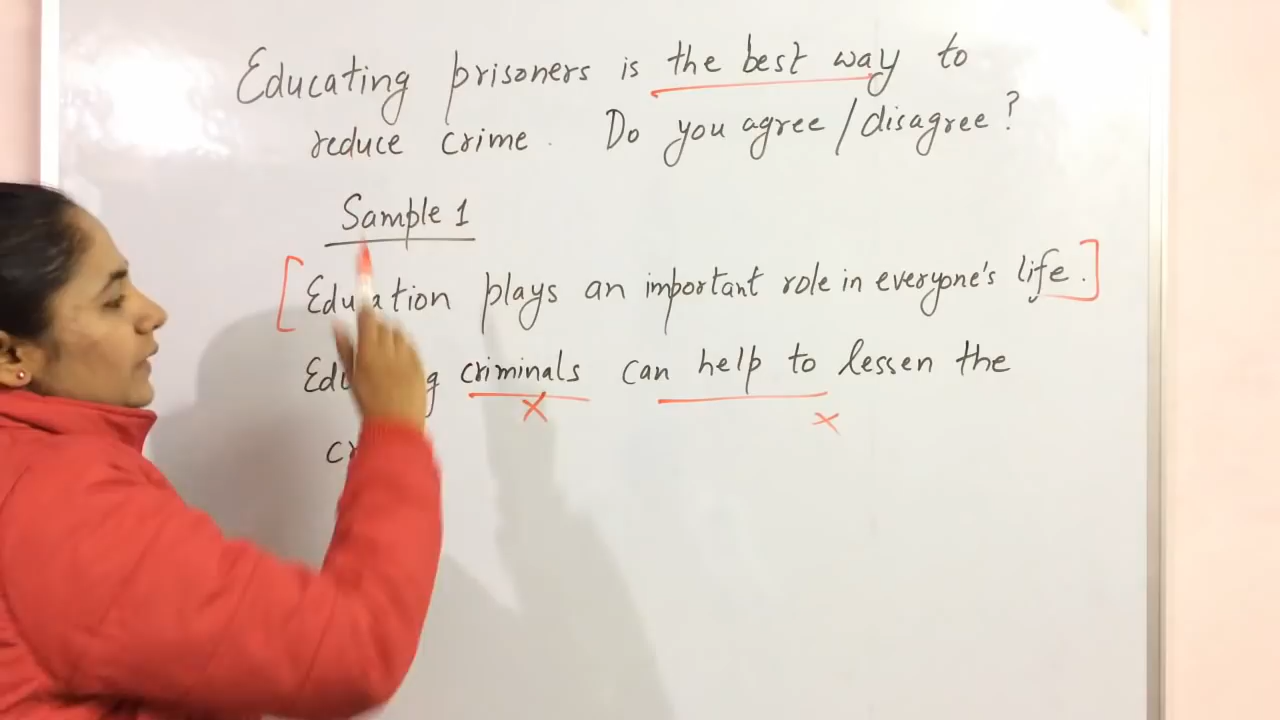 Educating prisoners is the best way to
reduce crime. Do you agree/disagree?
Sample 1
Education plays an important role in everyone's life.
criminals can help to lessen the